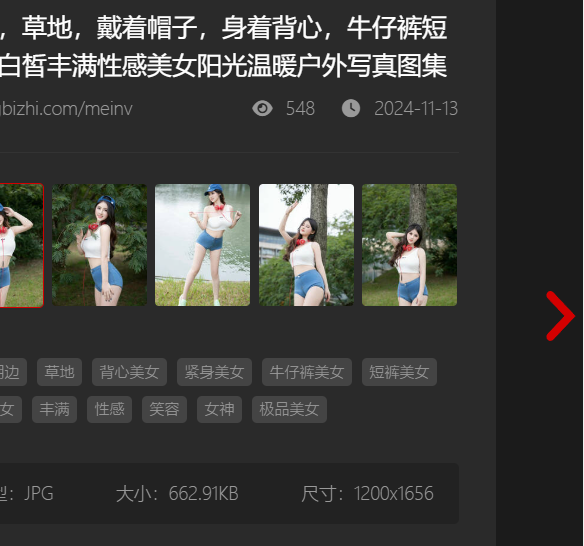 ，草地，戴着帽子，身着背心，牛仔裤短
白皙丰满性感美女阳光温暖户外写真图集
bizhi.com/meinv
548
2024-11-13
边
草地
背心美女
紧身美女
牛仔裤美女
短裤美女
女
丰满
性感
笑容
女神
极品美女
型：JPG
大小：662.91KB
尺寸：1200x1656